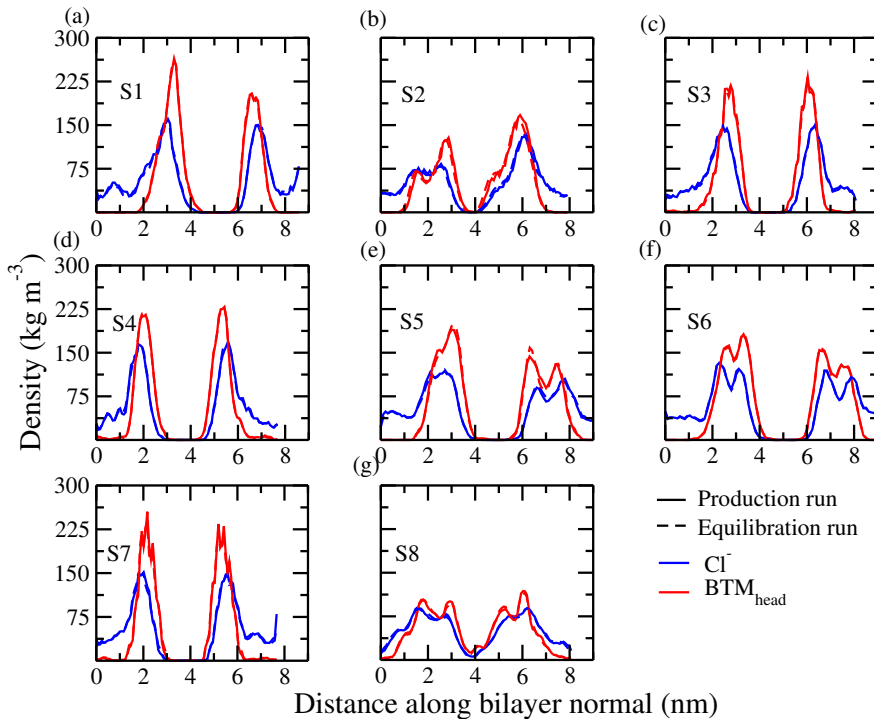 (a)
(b)
(c)
300
225
150
75
S1
S2
S3
0 2 4 6 8
0 2 4 6 8
0 2 4 6 8
(d)
(e)
(f)
300
225
150
75
S4
S5
S6
0 2 4 6 8
0 2 4 6 8
0 2 4 6 8
Density (kg m⁻³)
(g)
300
225
150
75
S7
S8
0 2 4 6 8
0 2 4 6 8
Production run
Equilibration run
Cl⁻
BTM_head
Distance along bilayer normal (nm)